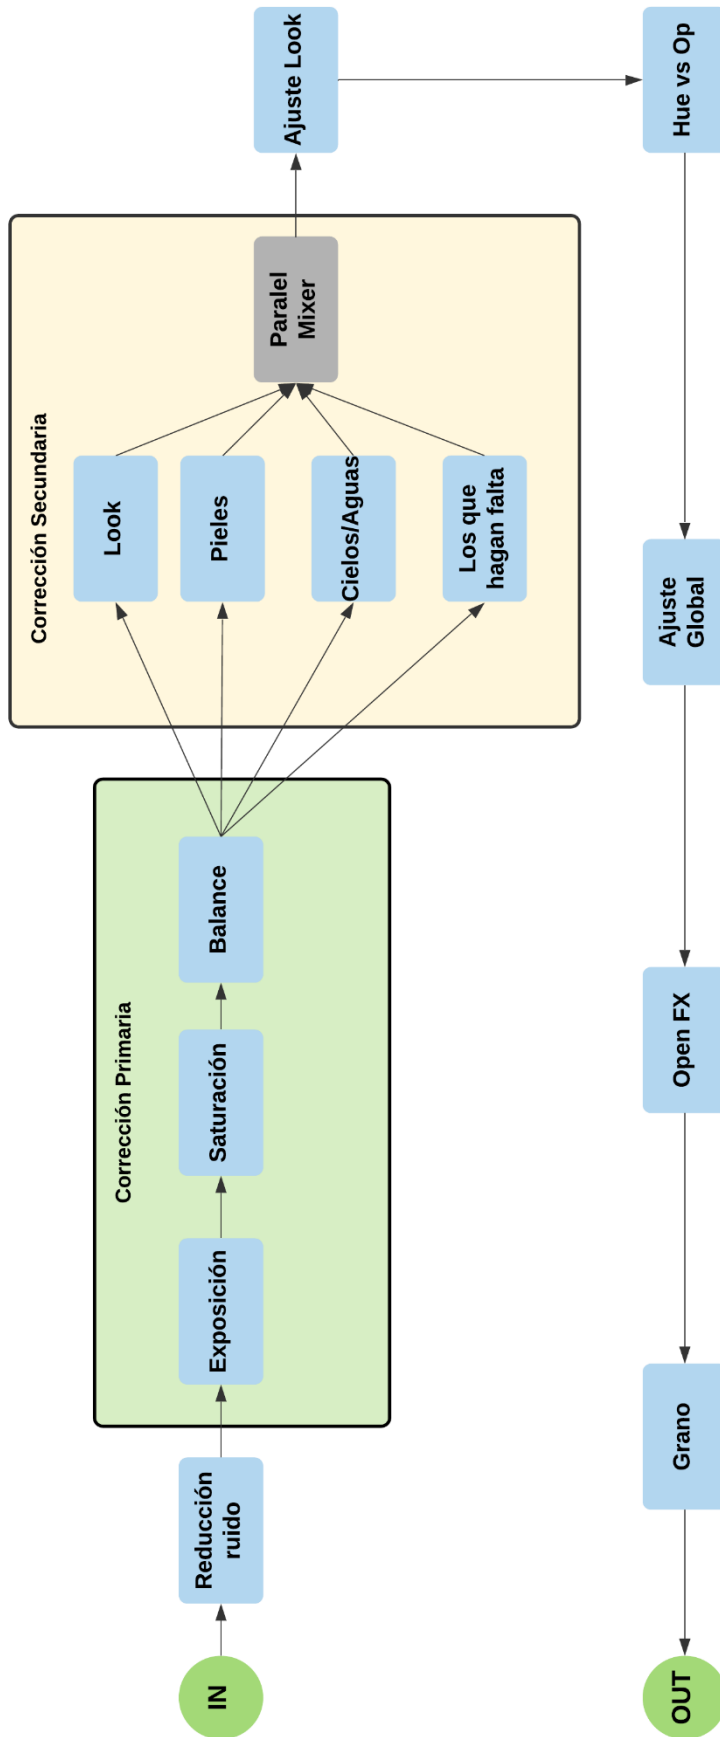 IN
Reducción
ruido
Corrección Primaria
Exposición
Saturación
Balance
Corrección Secundaria
Look
Pieles
Cielos/Aguas
Los que
hagan falta
Paralel
Mixer
Ajuste Look
Hue vs Op
Ajuste
Global
Open FX
Grano
OUT